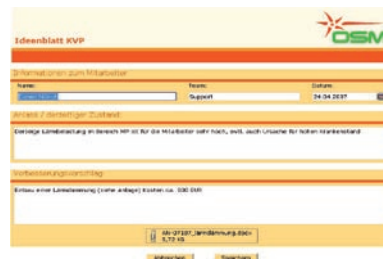 Ideenblatt KVP
OSM
Informationen zum Mitarbeiter
Name: Team: Datum:
Support 24.04.2007
Anlass / derzeitiger Zustand:
Derzeige Lärmbelastung im Bereich MP ist für die Mitarbeiter sehr hoch, evtl. auch Ursache für hohen Krankenstand
Verbesserungsvorschlag:
Einbau einer Lärmdämmung (siehe Anlage) Kosten ca. 500 EUR
Abbrechen Speichern